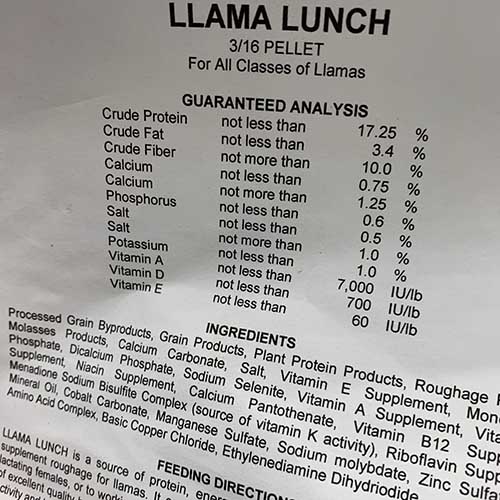 LLAMA LUNCH
3/16 PELLET
For All Classes of Llamas
GUARANTEED ANALYSIS
Crude Protein not less than 17.25 %
Crude Fat not less than 3.4 %
Crude Fiber not more than 10.0 %
Calcium not less than 0.75 %
Calcium not more than 1.25 %
Phosphorus not less than 0.6 %
Salt not less than 0.5 %
Salt not more than 1.0 %
Potassium not less than 1.0 %
Vitamin A not less than 7,000 IU/lb
Vitamin D not less than 700 IU/lb
Vitamin E not less than 60 IU/lb
INGREDIENTS
Processed Grain Byproducts, Grain Products, Plant Protein Products, Roughage
Molasses Products, Calcium Carbonate, Salt, Vitamin E Supplement,
Phosphate, Dicalcium Phosphate, Sodium Selenite, Vitamin A Supplement,
Supplement, Niacin Supplement, Calcium Pantothenate, Vitamin B12
Menadione Sodium Bisulfite Complex (source of vitamin K activity), Riboflavin
Mineral Oil, Cobalt Carbonate, Manganese Sulfate, Sodium molybdate, Zinc
Amino Acid Complex, Basic Copper Chloride, Ethylenediamine Dihydriodide
FEEDING
LLAMA LUNCH is a source of protein,
supplement roughage for llamas. It
lactating females, or to
of excellent